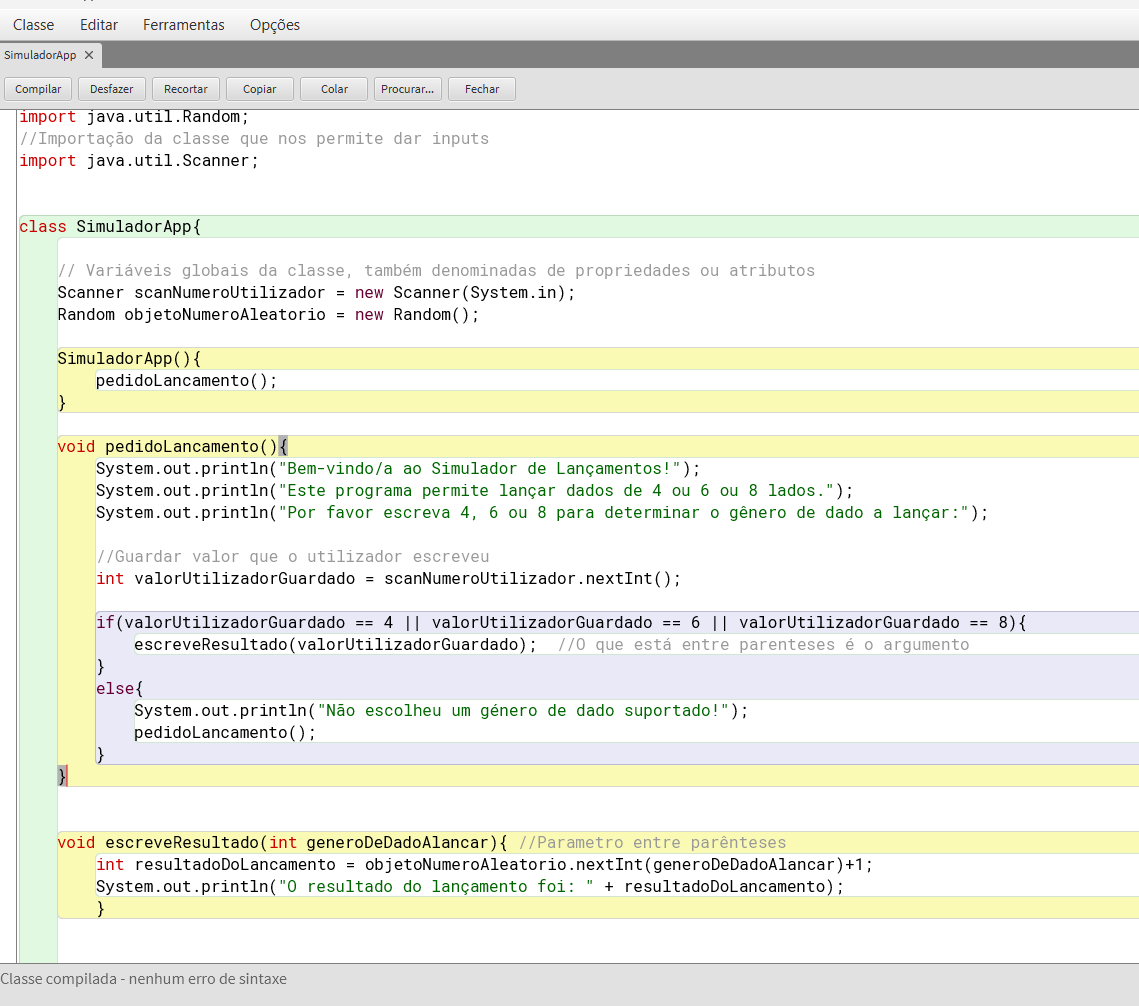 Classe Editar Ferramentas Opções
SimuladorApp ✕
Compilar Desfazer Recortar Copiar Colar Procurar... Fechar
import java.util.Random;
//Importação da classe que nos permite dar inputs
import java.util.Scanner;
class SimuladorApp{
// Variáveis globais da classe, também denominadas de propriedades ou atributos
Scanner scanNumeroUtilizador = new Scanner(System.in);
Random objetoNumeroAleatorio = new Random();
SimuladorApp(){
pedidoLancamento();
}
void pedidoLancamento(){
System.out.println("Bem-vindo/a ao Simulador de Lançamentos!");
System.out.println("Este programa permite lançar dados de 4 ou 6 ou 8 lados.");
System.out.println("Por favor escreva 4, 6 ou 8 para determinar o gênero de dado a lançar:");
//Guardar valor que o utilizador escreveu
int valorUtilizadorGuardado = scanNumeroUtilizador.nextInt();
if(valorUtilizadorGuardado == 4 || valorUtilizadorGuardado == 6 || valorUtilizadorGuardado == 8){
escreveResultado(valorUtilizadorGuardado);  //O que está entre parenteses é o argumento
}
else{
System.out.println("Não escolheu um género de dado suportado!");
pedidoLancamento();
}
}
void escreveResultado(int generoDeDadoAlancar){ //Parametro entre parênteses
int resultadoDoLancamento = objetoNumeroAleatorio.nextInt(generoDeDadoAlancar)+1;
System.out.println("O resultado do lançamento foi: " + resultadoDoLancamento);
}
Classe compilada - nenhum erro de sintaxe